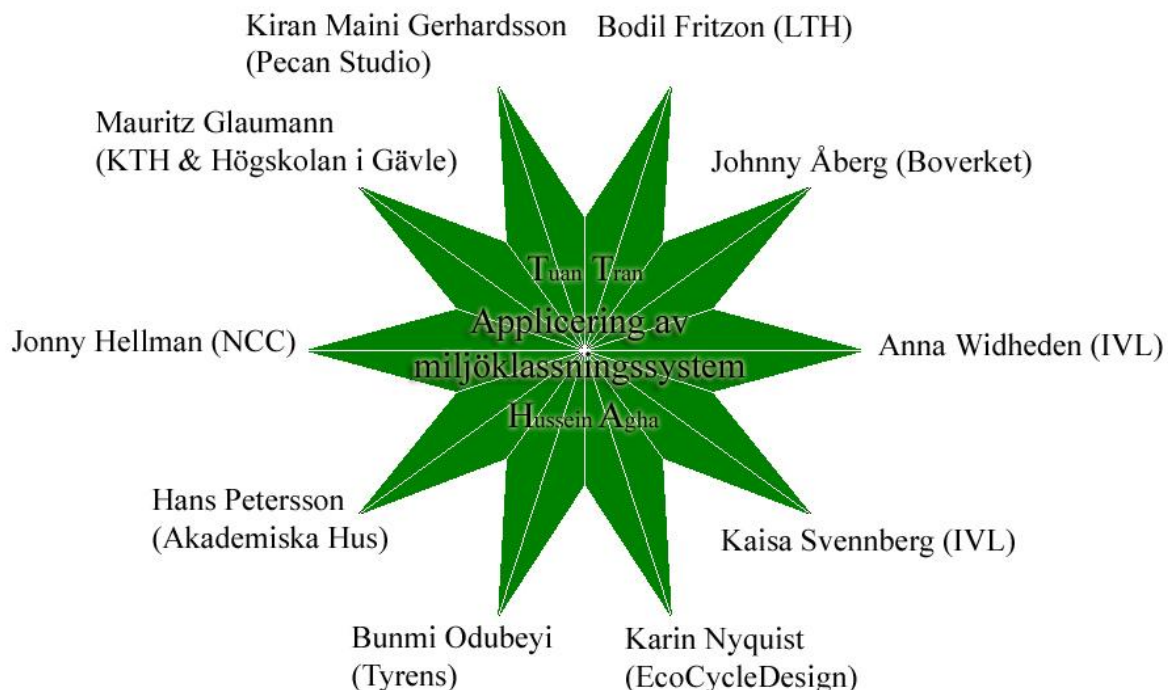 Kiran Maini Gerhardsson
(Pecan Studio)
Bodil Fritzon (LTH)
Mauritz Glaumann
(KTH & Högskolan i Gävle)
Johnny Åberg (Boverket)
Tuan Tran
Applicering av
miljöklassningssystem
Hussein Agha
Jonny Hellman (NCC)
Anna Widheden (IVL)
Hans Petersson
(Akademiska Hus)
Kaisa Svennberg (IVL)
Bunmi Odubeyi
(Tyrens)
Karin Nyquist
(EcoCycleDesign)